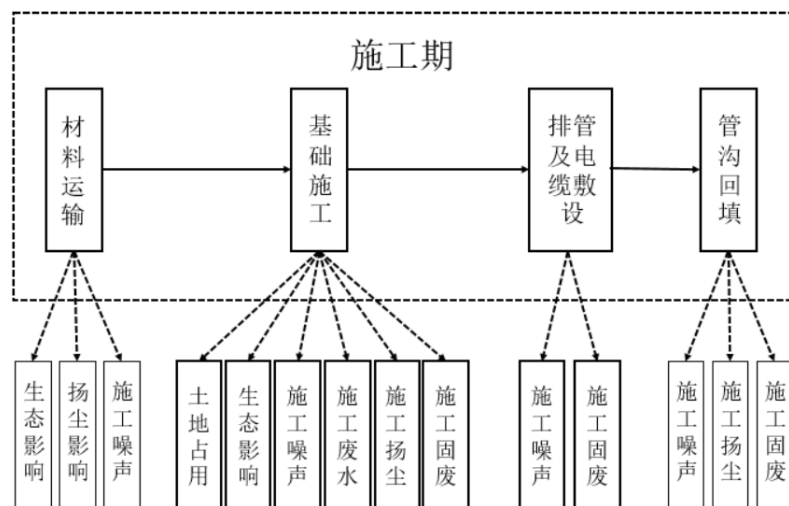 施工期
材料运输
基础施工
排管及电缆敷设
管沟回填
生态影响
扬尘影响
施工噪声
土地占用
生态影响
施工噪声
施工废水
施工扬尘
施工固废
施工噪声
施工固废
施工噪声
施工扬尘
施工固废